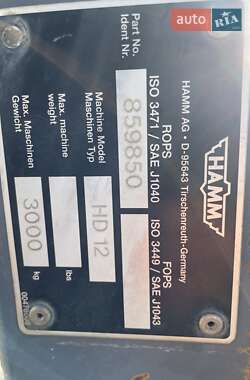 AUTO RIA
HAMM
HAMM AG • D-95643 Tirschenreuth-Germany
ROPS
ISO 3471 / SAE J1040
FOPS
ISO 3449 / SAE J1043
Part No.
Ident Nr.
859850
Machine Model
Maschinen Typ
HD 12
Max. machine
weight
lbs
Max. Maschinen
Gewicht
3000
kg